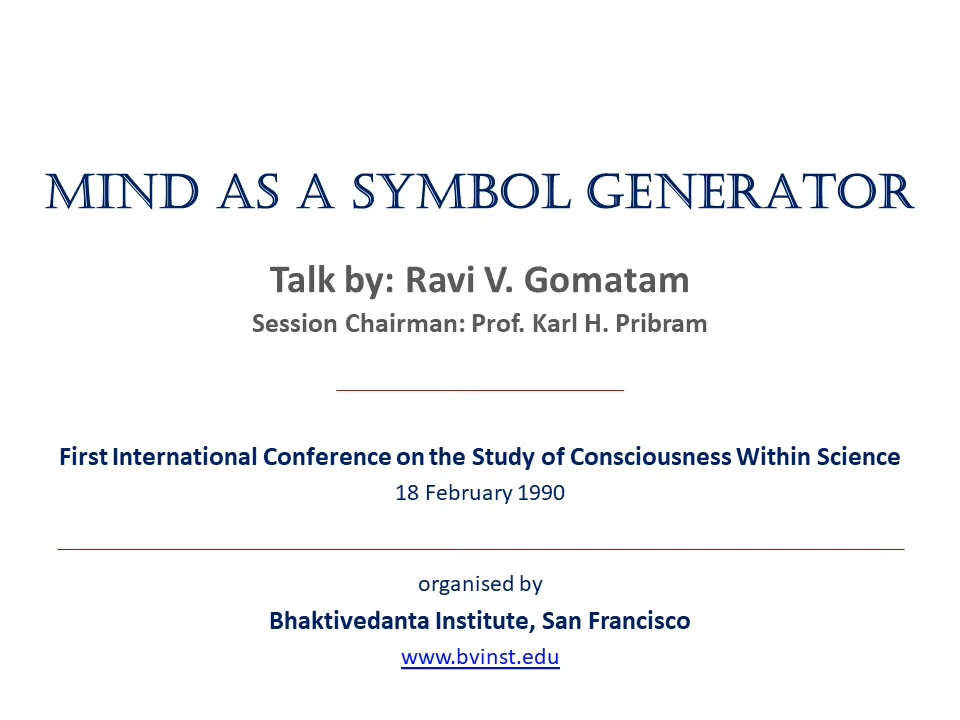 MIND AS A SYMBOL GENERATOR
Talk by: Ravi V. Gomatam
Session Chairman: Prof. Karl H. Pribram
First International Conference on the Study of Consciousness Within Science
18 February 1990
organised by
Bhaktivedanta Institute, San Francisco
www.bvinst.edu